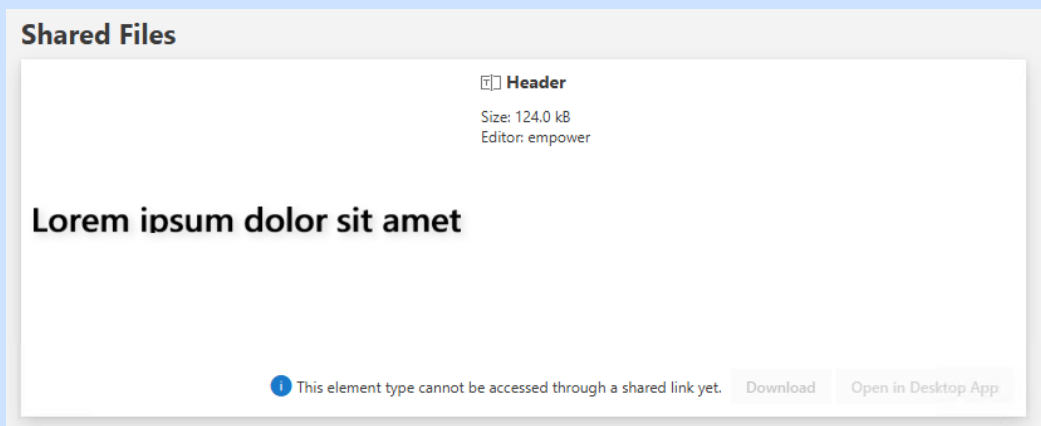 Shared Files
Header
Size: 124.0 kB
Editor: empower
Lorem ipsum dolor sit amet
This element type cannot be accessed through a shared link yet.
Download
Open in Desktop App